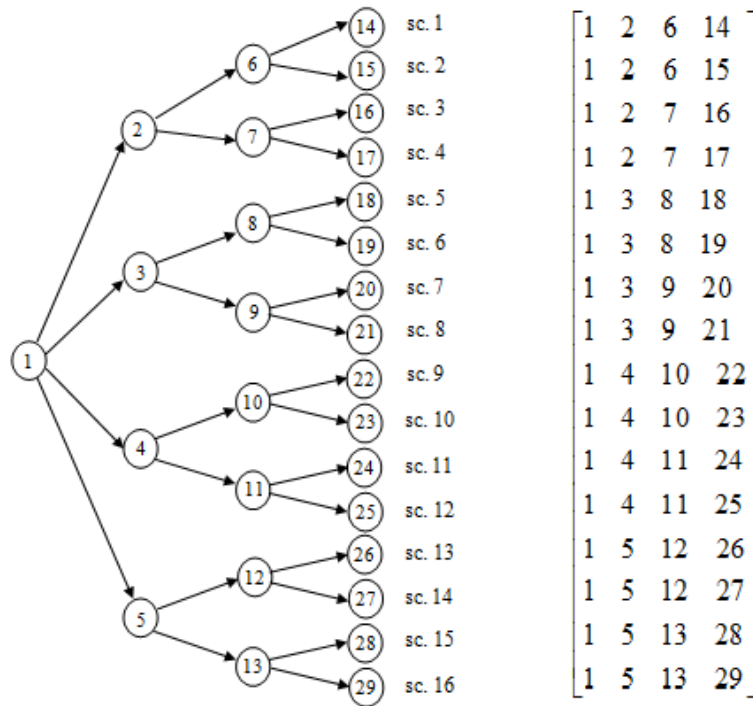 14 sc. 1 1 2 6 14
6
15 sc. 2 1 2 6 15
16 sc. 3 1 2 7 16
2 7
17 sc. 4 1 2 7 17
18 sc. 5 1 3 8 18
8
19 sc. 6 1 3 8 19
3
20 sc. 7 1 3 9 20
9
21 sc. 8 1 3 9 21
1
22 sc. 9 1 4 10 22
10
23 sc. 10 1 4 10 23
4
24 sc. 11 1 4 11 24
11
25 sc. 12 1 4 11 25
26 sc. 13 1 5 12 26
12
27 sc. 14 1 5 12 27
5
28 sc. 15 1 5 13 28
13
29 sc. 16 1 5 13 29